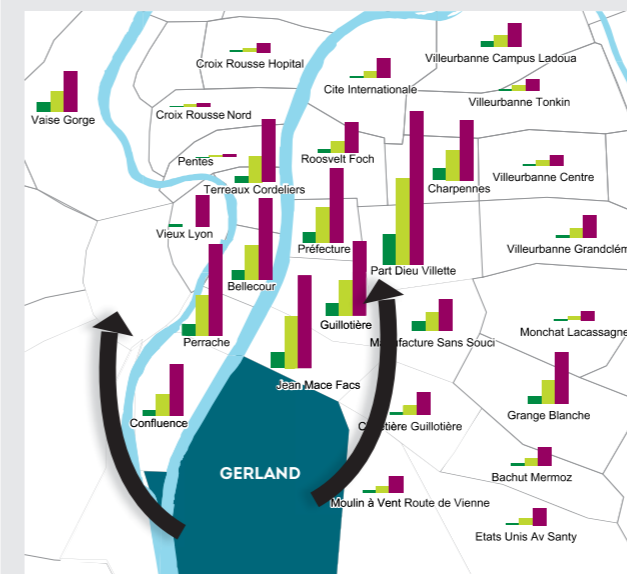 Villeurbanne Campus Ladoua
Croix Rousse Hopital
Cite Internationale
Villeurbanne Tonkin
Vaise Gorge
Croix Rousse Nord
Pentes
Roosvelt Foch
Villeurbanne Centre
Terreaux Cordeliers
Charpennes
Vieux Lyon
Préfecture
Villeurbanne Grandclém
Part Dieu Villette
Bellecour
Guillotière
Monchat Lacassagne
Perrache
Sans Souci
Jean Mace Facs
Grange Blanche
Confluence
Guillotière
GERLAND
Bachut Mermoz
Moulin à Vent Route de Vienne
Etats Unis Av Santy